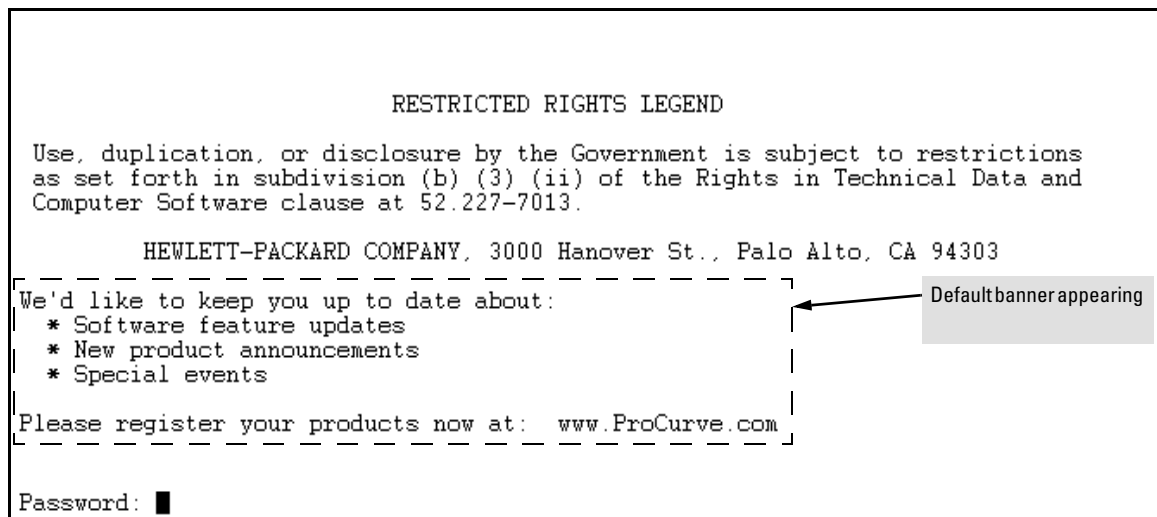 RESTRICTED RIGHTS LEGEND
Use, duplication, or disclosure by the Government is subject to restrictions
as set forth in subdivision (b) (3) (ii) of the Rights in Technical Data and
Computer Software clause at 52.227-7013.
HEWLETT-PACKARD COMPANY, 3000 Hanover St., Palo Alto, CA 94303
We'd like to keep you up to date about:
* Software feature updates
* New product announcements
* Special events
Please register your products now at: www.ProCurve.com
Default banner appearing
Password: